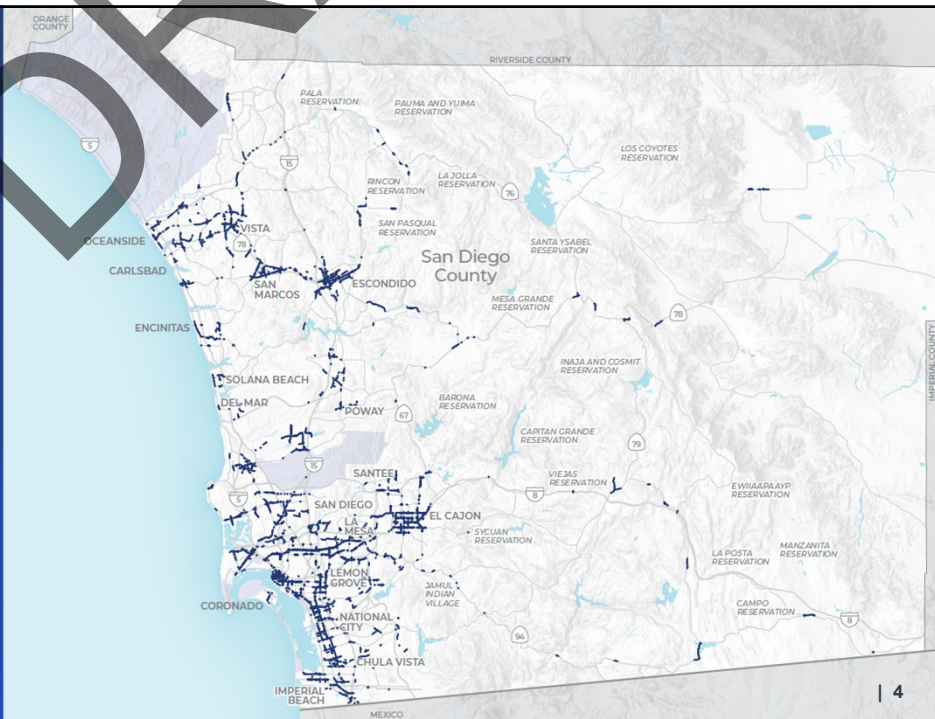 ORANGE
COUNTY
RIVERSIDE COUNTY
PALA
RESERVATION
PAUMA AND YUIMA
RESERVATION
5
15
LOS COYOTES
RESERVATION
RINCON
RESERVATION
LA JOLLA
RESERVATION
76
SAN PASQUAL
RESERVATION
VISTA
OCEANSIDE
78
SANTA YSABEL
RESERVATION
San Diego
County
CARLSBAD
SAN
MARCOS
ESCONDIDO
MESA GRANDE
RESERVATION
78
ENCINITAS
IMPERIAL COUNTY
INAJA AND COSMIT
RESERVATION
SOLANA BEACH
DEL MAR
POWAY
67
BARONA
RESERVATION
CAPITAN GRANDE
RESERVATION
79
15
SANTEE
VIEJAS
RESERVATION
8
5
SAN DIEGO
EL CAJON
LA
MESA
EWIIAAPAAYP
RESERVATION
SYCUAN
RESERVATION
LA POSTA
RESERVATION
MANZANITA
RESERVATION
LEMON
GROVE
JAMUL
INDIAN
VILLAGE
CORONADO
CAMPO
RESERVATION
8
NATIONAL
CITY
94
CHULA VISTA
IMPERIAL
BEACH
MEXICO
| 4